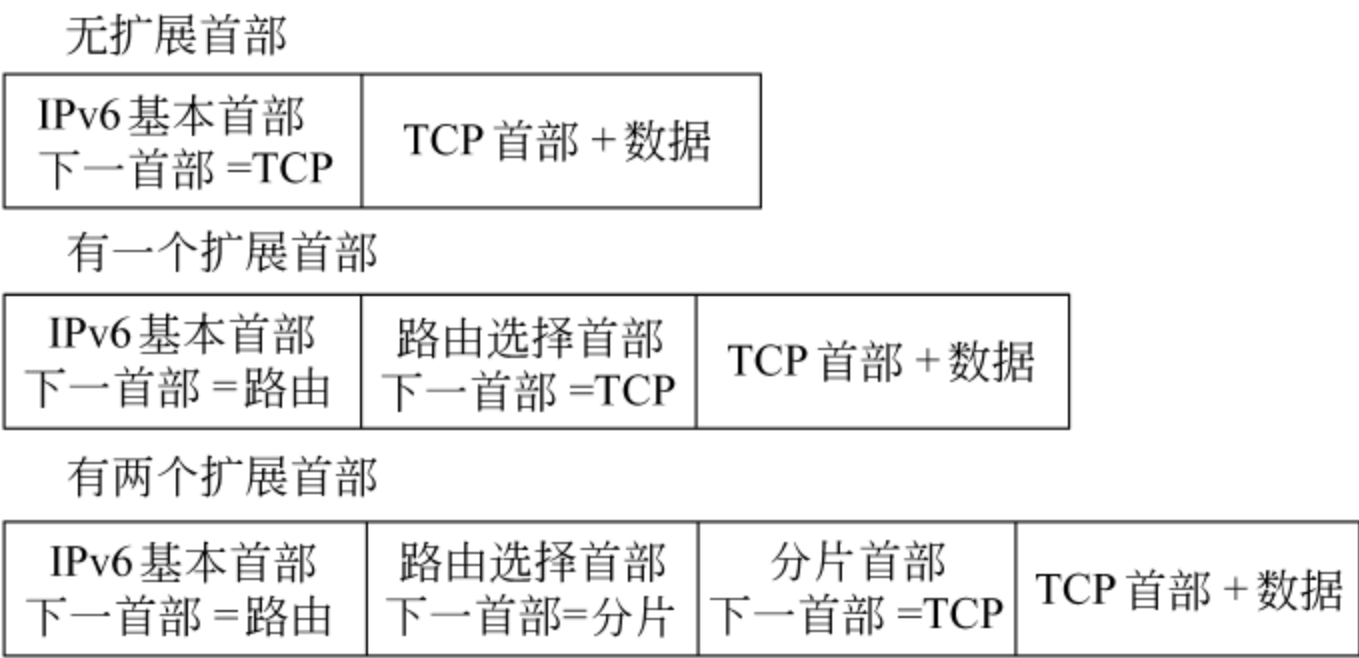 无扩展首部
IPv6基本首部
下一首部 =TCP
TCP 首部 + 数据
有一个扩展首部
IPv6基本首部
下一首部 =路由
路由选择首部
下一首部 =TCP
TCP 首部 + 数据
有两个扩展首部
IPv6基本首部
下一首部 =路由
路由选择首部
下一首部=分片
分片首部
下一首部 =TCP
TCP 首部 + 数据